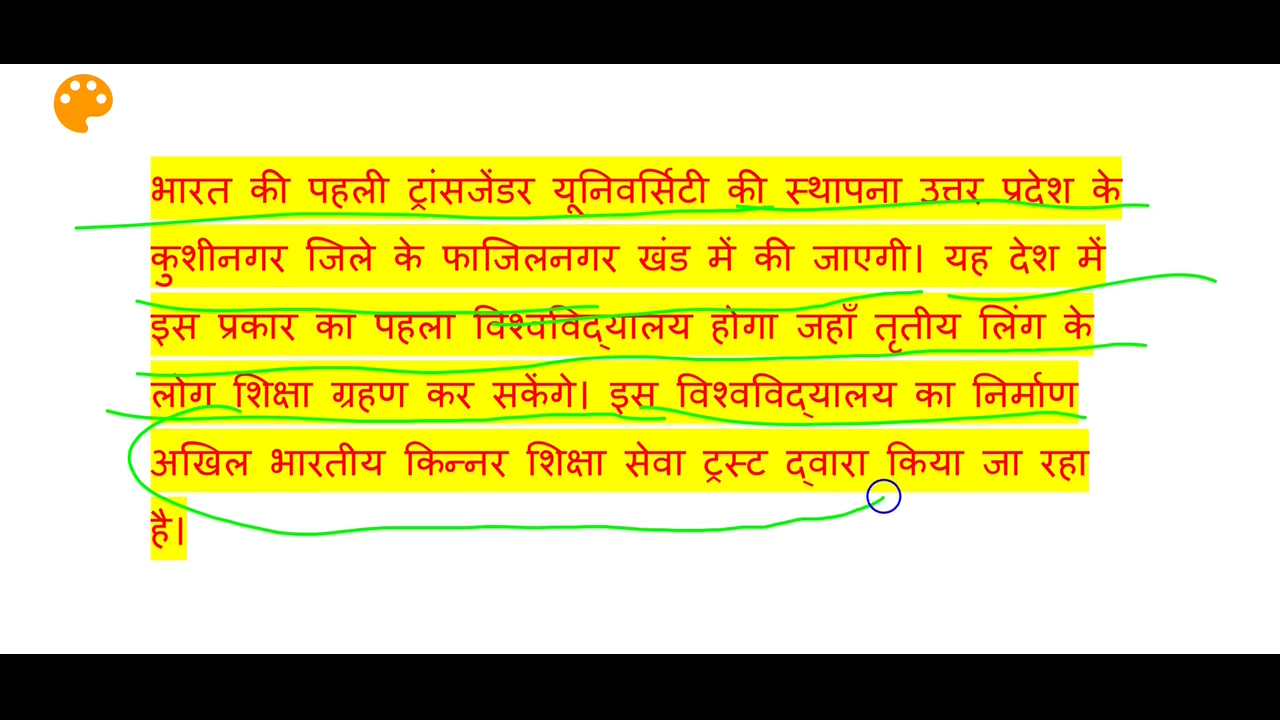 भारत की पहली ट्रांसजेंडर यूनिवर्सिटी की स्थापना उत्तर प्रदेश के
कुशीनगर जिले के फाजिलनगर खंड में की जाएगी। यह देश में
इस प्रकार का पहला विश्वविद्यालय होगा जहाँ तृतीय लिंग के
लोग शिक्षा ग्रहण कर सकेंगे। इस विश्वविद्यालय का निर्माण
अखिल भारतीय किन्नर शिक्षा सेवा ट्रस्ट द्वारा किया जा रहा
है।